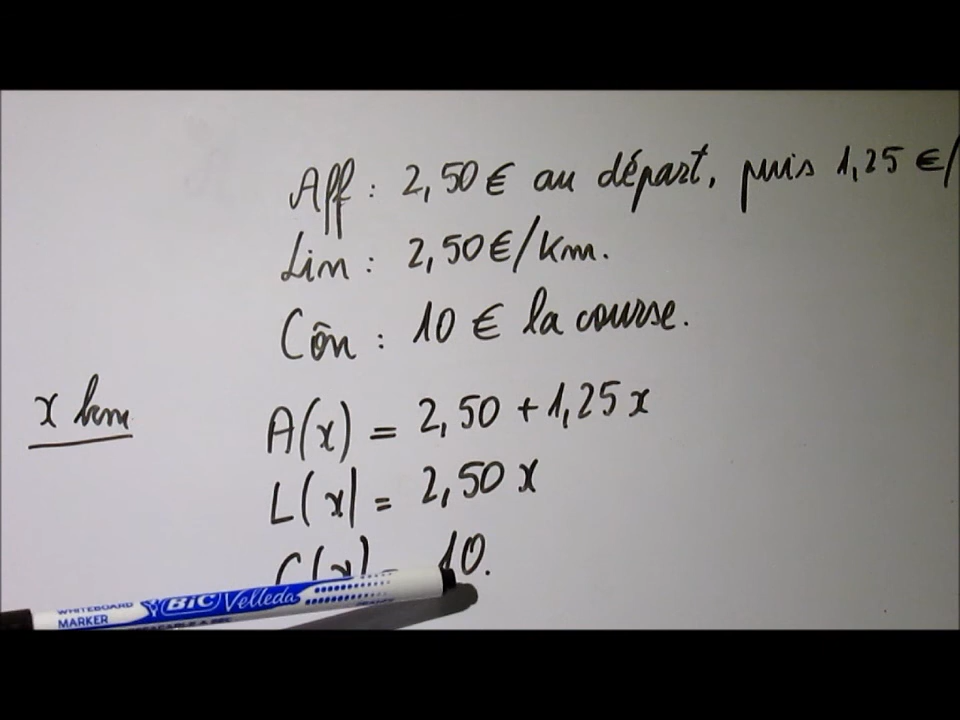 Aff : 2,50 € au départ, puis 1,25 €/
Lin : 2,50 €/km.
Côn : 10 € la course.
x km
A(x) = 2,50 + 1,25 x
L(x) = 2,50 x
C(x) = 10.
WHITEBOARD
MARKER
BIC Velleda